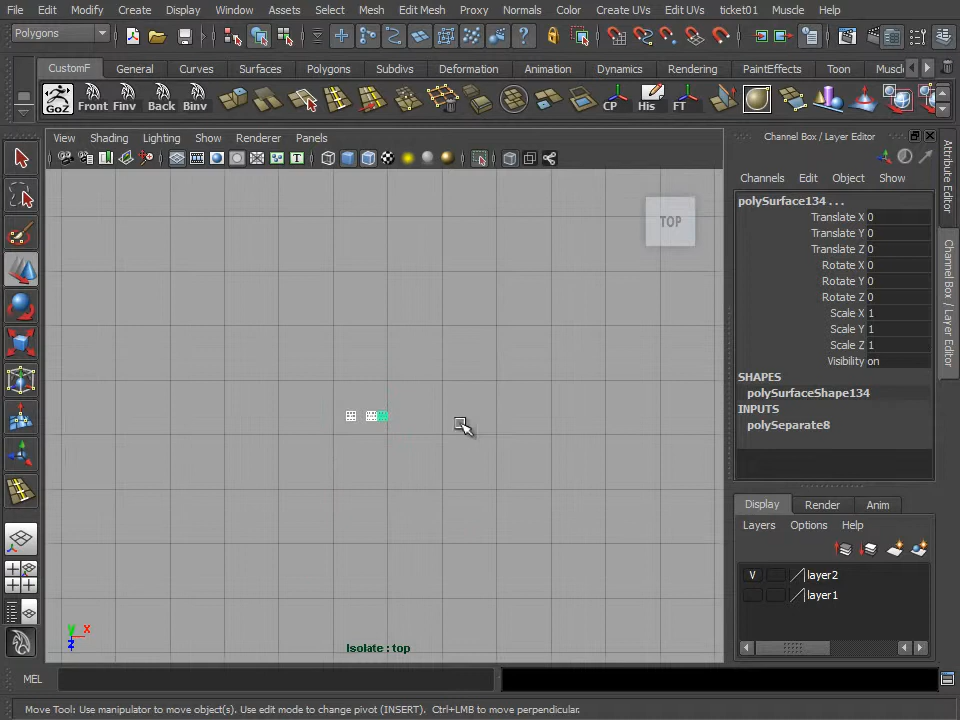 File Edit Modify Create Display Window Assets Select Mesh Edit Mesh Proxy Normals Color Create UVs Edit UVs ticket01 Muscle Help
Polygons
CustomF General Curves Surfaces Polygons Subdivs Deformation Animation Dynamics Rendering PaintEffects Toon Muscl
GoZ Front Finv Back Binv CP His FT
View Shading Lighting Show Renderer Panels
Channel Box / Layer Editor
Channels Edit Object Show
polySurface134 . . .
Translate X 0
Translate Y 0
Translate Z 0
Rotate X 0
Rotate Y 0
Rotate Z 0
Scale X 1
Scale Y 1
Scale Z 1
Visibility on
SHAPES
polySurfaceShape134
INPUTS
polySeparate8
Attribute Editor
Channel Box / Layer Editor
TOP
Display Render Anim
Layers Options Help
V layer2
layer1
y x
z
Isolate : top
MEL
Move Tool: Use manipulator to move object(s). Use edit mode to change pivot (INSERT). Ctrl+LMB to move perpendicular.